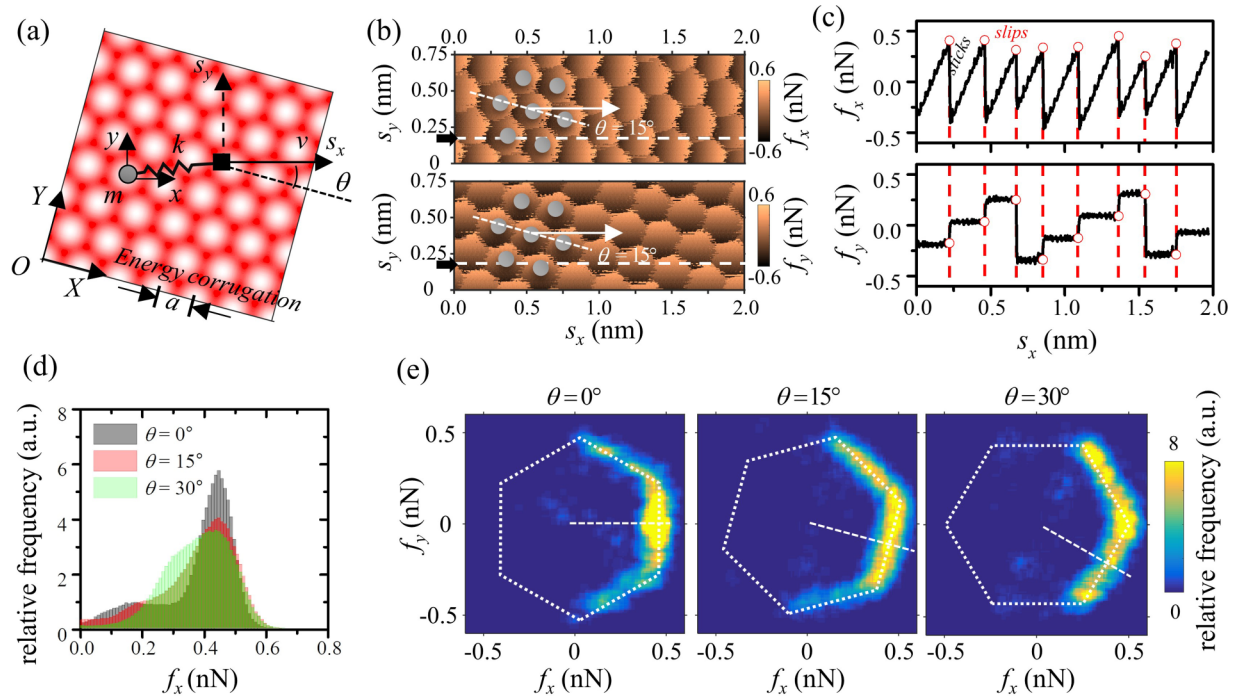 (a)
s_y
y
k
v
s_x
m
x
θ
Y
O
X
Energy corrugation
a
(b)
0.0 0.5 1.0 1.5 2.0
0.75
0.50
0.25
0
s_y (nm)
θ = 15°
0.6
-0.6
f_x (nN)
0.75
0.50
0.25
0
s_y (nm)
θ = 15°
0.6
-0.6
f_y (nN)
0.0 0.5 1.0 1.5 2.0
s_x (nm)
(c)
0.5
0.0
-0.5
f_x (nN)
sticks
slips
0.5
0.0
-0.5
f_y (nN)
0.0 0.5 1.0 1.5 2.0
s_x (nm)
(d)
8
6
4
2
0
relative frequency (a.u.)
θ = 0°
θ = 15°
θ = 30°
0.0 0.2 0.4 0.6 0.8
f_x (nN)
(e)
θ = 0°
θ = 15°
θ = 30°
0.5
0
-0.5
f_y (nN)
-0.5 0 0.5
-0.5 0 0.5
-0.5 0 0.5
f_x (nN)
f_x (nN)
f_x (nN)
8
0
relative frequency (a.u.)